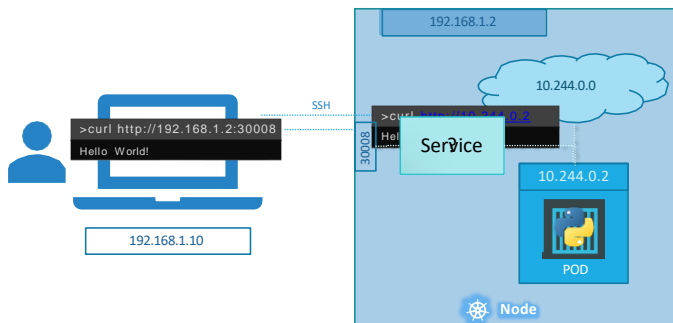 192.168.1.2
10.244.0.0
SSH
>curl http://192.168.1.2:30008
Hello World!
>curl http://10.244.0.2
Hel
30008
Service
?
10.244.0.2
POD
192.168.1.10
Node